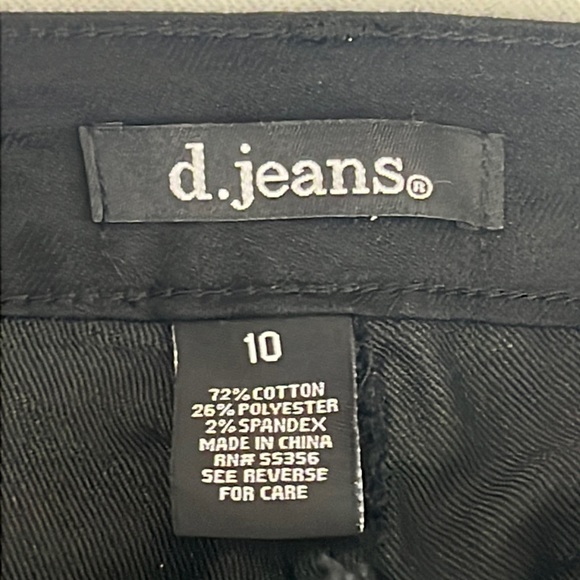 d.jeans®
10
72% COTTON
26% POLYESTER
2% SPANDEX
MADE IN CHINA
RN# 55356
SEE REVERSE
FOR CARE